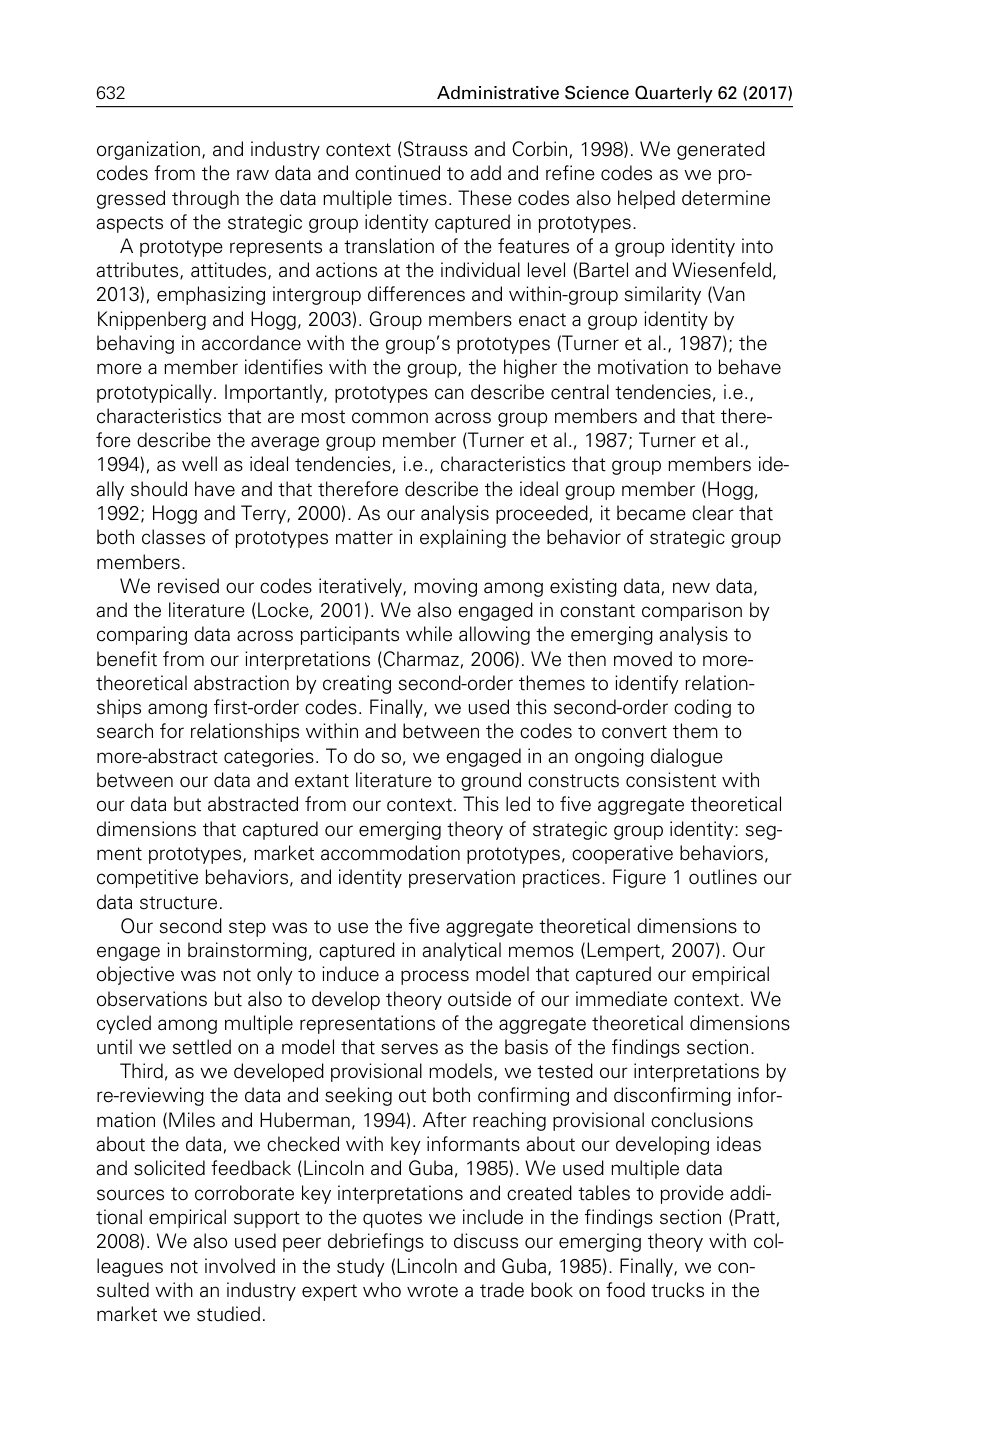 632
Administrative Science Quarterly 62 (2017)
organization, and industry context (Strauss and Corbin, 1998). We generated
codes from the raw data and continued to add and refine codes as we pro-
gressed through the data multiple times. These codes also helped determine
aspects of the strategic group identity captured in prototypes.
A prototype represents a translation of the features of a group identity into
attributes, attitudes, and actions at the individual level (Bartel and Wiesenfeld,
2013), emphasizing intergroup differences and within-group similarity (Van
Knippenberg and Hogg, 2003). Group members enact a group identity by
behaving in accordance with the group's prototypes (Turner et al., 1987); the
more a member identifies with the group, the higher the motivation to behave
prototypically. Importantly, prototypes can describe central tendencies, i.e.,
characteristics that are most common across group members and that there-
fore describe the average group member (Turner et al., 1987; Turner et al.,
1994), as well as ideal tendencies, i.e., characteristics that group members ide-
ally should have and that therefore describe the ideal group member (Hogg,
1992; Hogg and Terry, 2000). As our analysis proceeded, it became clear that
both classes of prototypes matter in explaining the behavior of strategic group
members.
We revised our codes iteratively, moving among existing data, new data,
and the literature (Locke, 2001). We also engaged in constant comparison by
comparing data across participants while allowing the emerging analysis to
benefit from our interpretations (Charmaz, 2006). We then moved to more-
theoretical abstraction by creating second-order themes to identify relation-
ships among first-order codes. Finally, we used this second-order coding to
search for relationships within and between the codes to convert them to
more-abstract categories. To do so, we engaged in an ongoing dialogue
between our data and extant literature to ground constructs consistent with
our data but abstracted from our context. This led to five aggregate theoretical
dimensions that captured our emerging theory of strategic group identity: seg-
ment prototypes, market accommodation prototypes, cooperative behaviors,
competitive behaviors, and identity preservation practices. Figure 1 outlines our
data structure.
Our second step was to use the five aggregate theoretical dimensions to
engage in brainstorming, captured in analytical memos (Lempert, 2007). Our
objective was not only to induce a process model that captured our empirical
observations but also to develop theory outside of our immediate context. We
cycled among multiple representations of the aggregate theoretical dimensions
until we settled on a model that serves as the basis of the findings section.
Third, as we developed provisional models, we tested our interpretations by
re-reviewing the data and seeking out both confirming and disconfirming infor-
mation (Miles and Huberman, 1994). After reaching provisional conclusions
about the data, we checked with key informants about our developing ideas
and solicited feedback (Lincoln and Guba, 1985). We used multiple data
sources to corroborate key interpretations and created tables to provide addi-
tional empirical support to the quotes we include in the findings section (Pratt,
2008). We also used peer debriefings to discuss our emerging theory with col-
leagues not involved in the study (Lincoln and Guba, 1985). Finally, we con-
sulted with an industry expert who wrote a trade book on food trucks in the
market we studied.